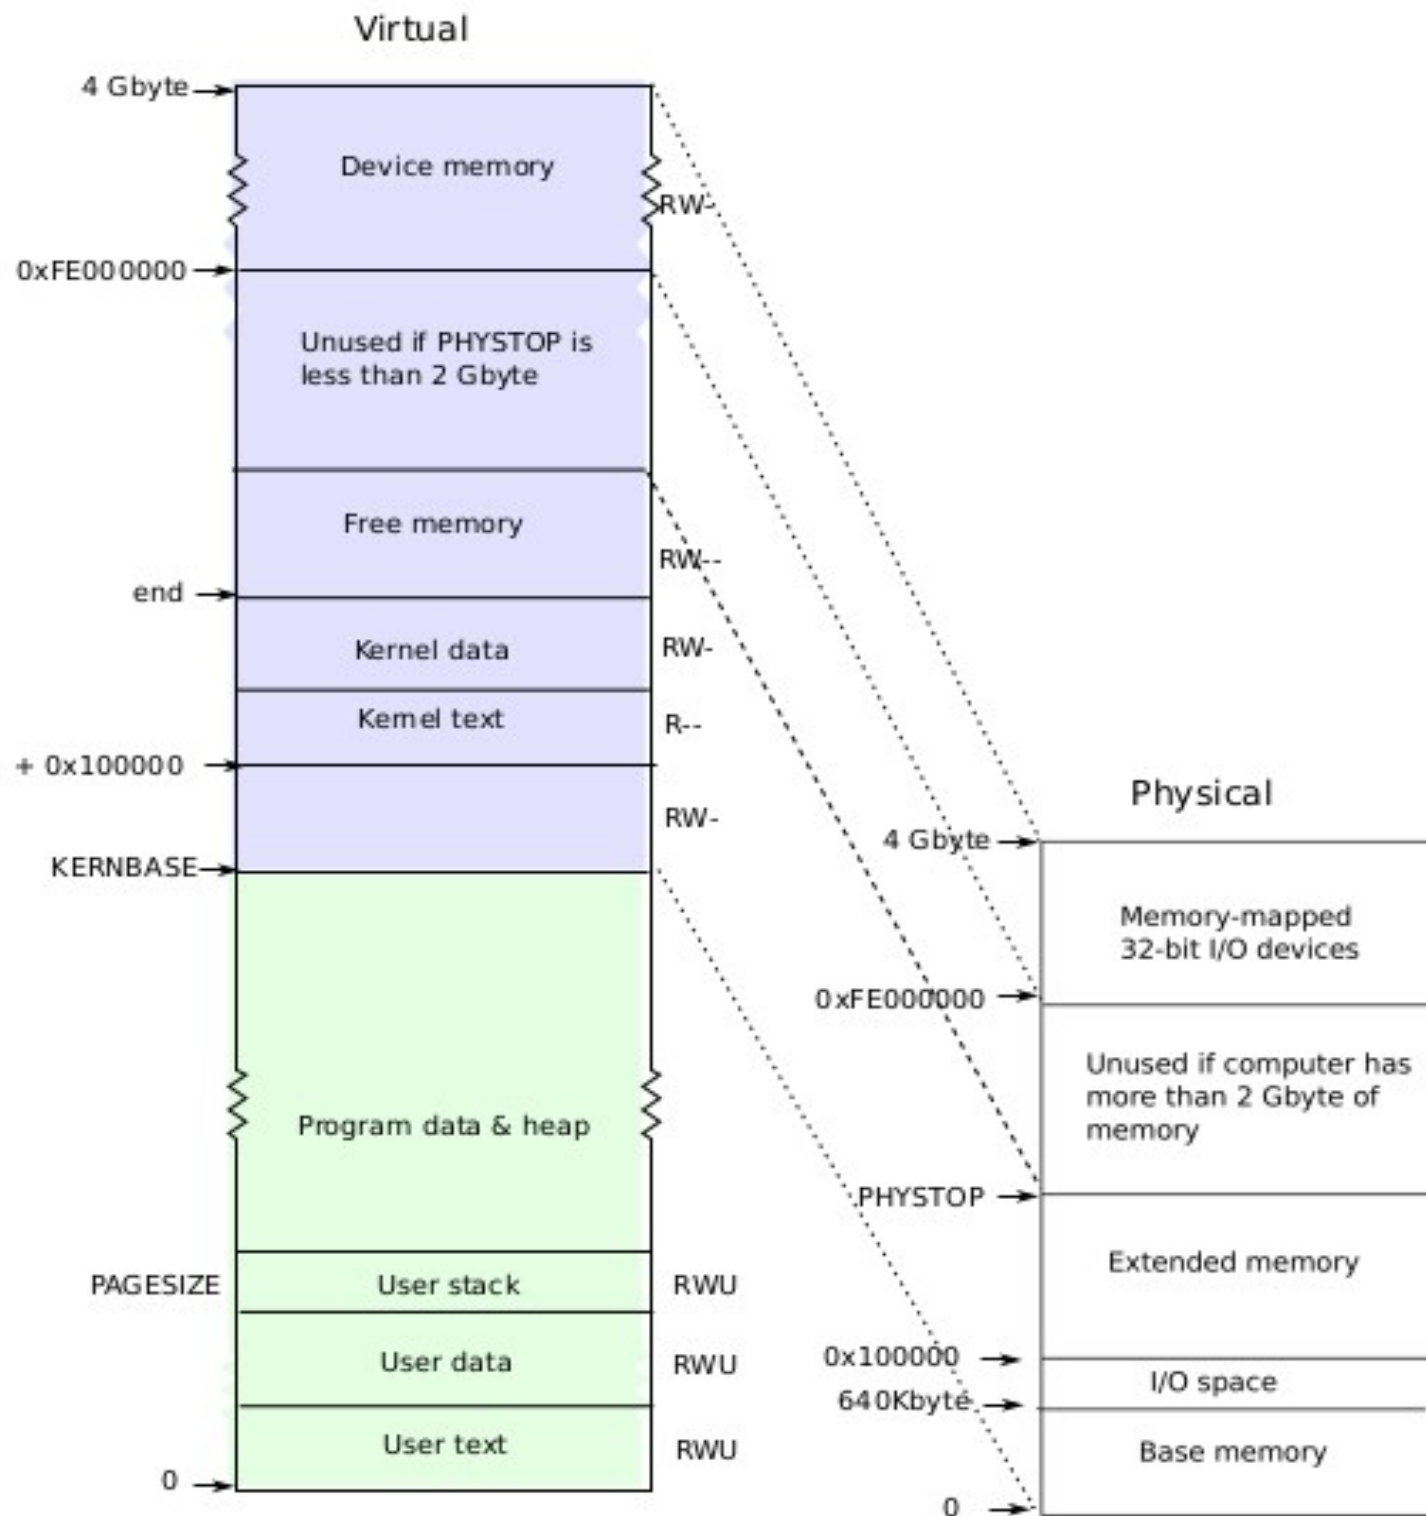 Virtual
4 Gbyte
Device memory
RW-
0xFE000000
Unused if PHYSTOP is
less than 2 Gbyte
Free memory
RW--
end
Kernel data
RW-
Kernel text
R--
+ 0x100000
RW-
KERNBASE
Program data & heap
PAGESIZE
User stack
RWU
User data
RWU
User text
RWU
0
Physical
4 Gbyte
Memory-mapped
32-bit I/O devices
0xFE000000
Unused if computer has
more than 2 Gbyte of
memory
PHYSTOP
Extended memory
0x100000
I/O space
640Kbyte
Base memory
0